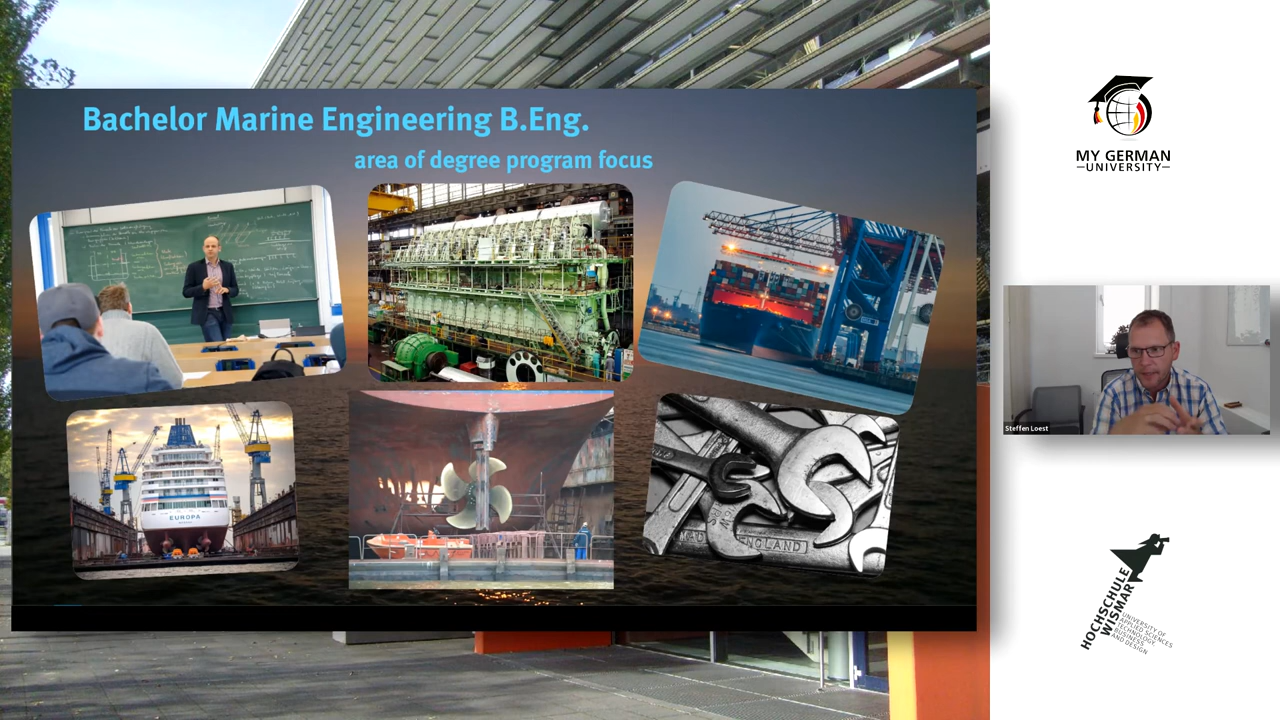 Bachelor Marine Engineering B.Eng.
area of degree program focus
EUROPA
MADE
ENGLAND
MY GERMAN
UNIVERSITY
Steffen Loest
HOCHSCHULE
WISMAR
UNIVERSITY OF
APPLIED SCIENCES
TECHNOLOGY
BUSINESS
AND DESIGN